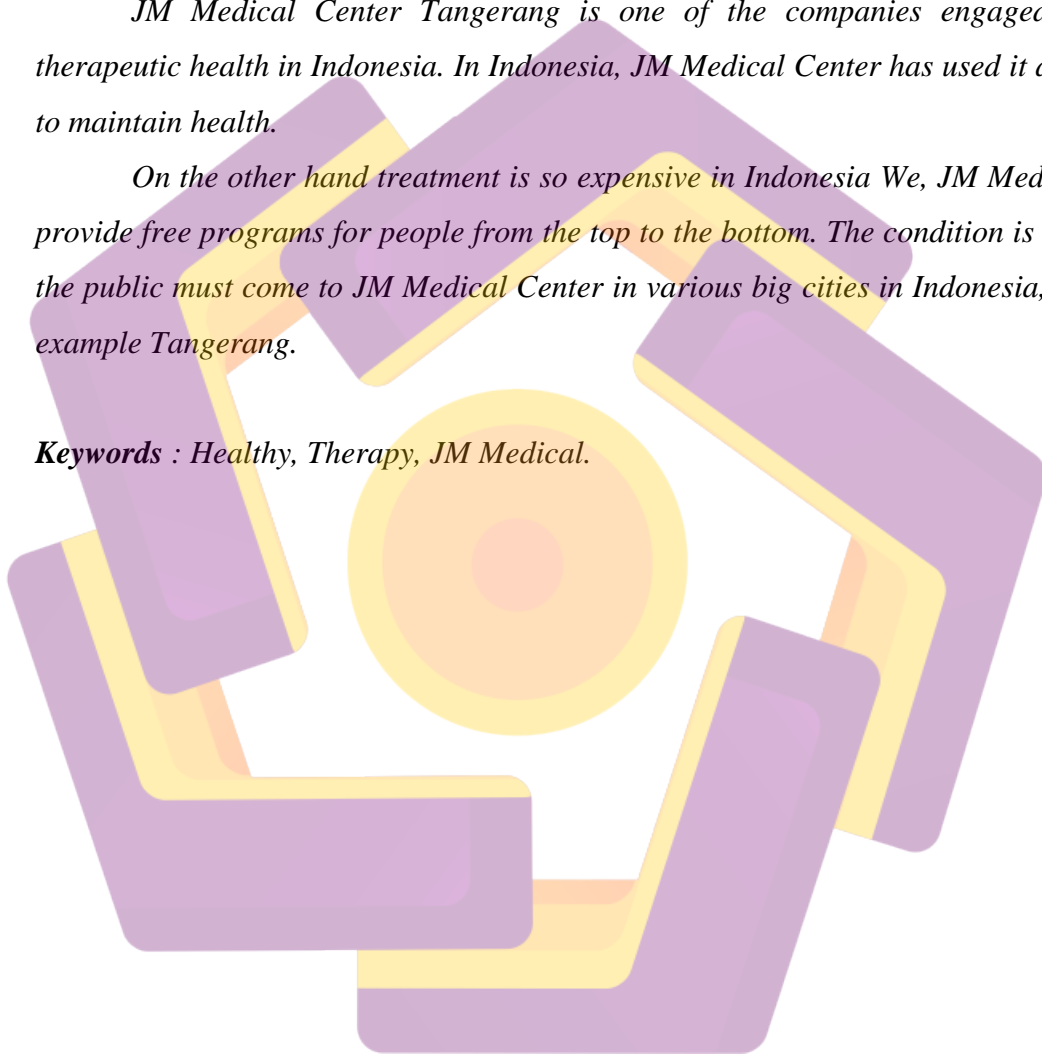 JM Medical Center Tangerang is one of the companies engaged
therapeutic health in Indonesia. In Indonesia, JM Medical Center has used it
to maintain health.
On the other hand treatment is so expensive in Indonesia We, JM Med
provide free programs for people from the top to the bottom. The condition is
the public must come to JM Medical Center in various big cities in Indonesia,
example Tangerang.
Keywords : Healthy, Therapy, JM Medical.